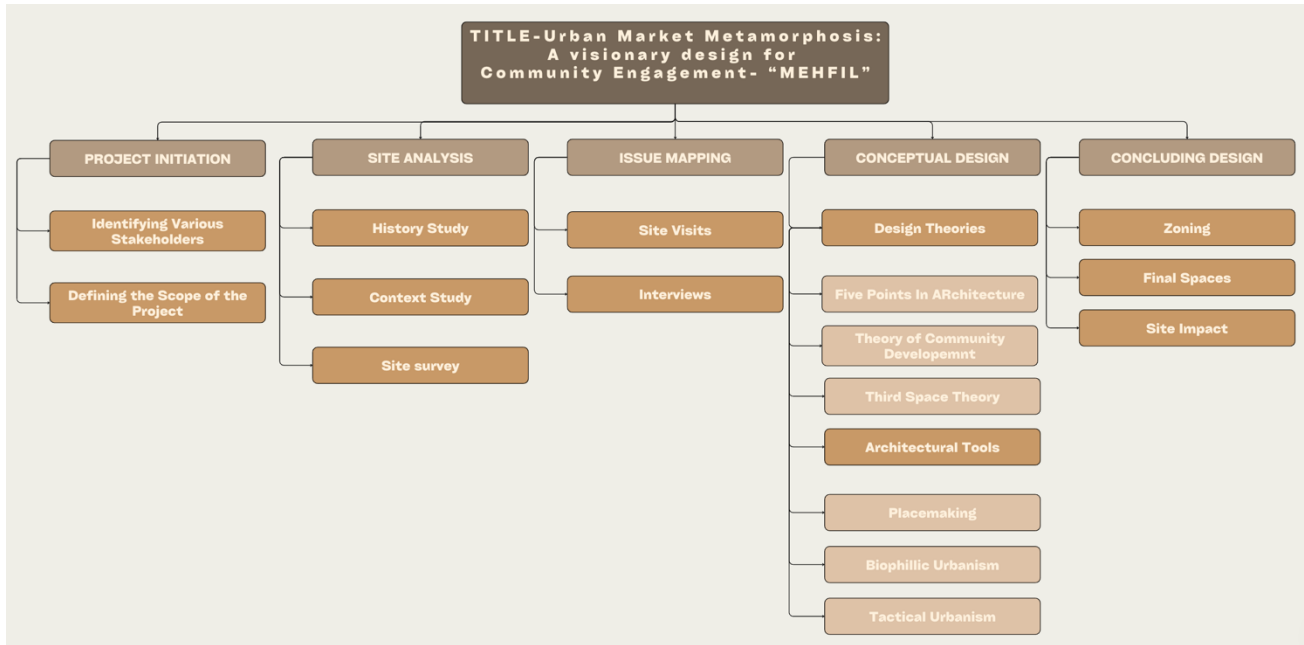 TITLE-Urban Market Metamorphosis:
A visionary design for
Community Engagement- “MEHFIL”
PROJECT INITIATION
Identifying Various
Stakeholders
Defining the Scope of the
Project
SITE ANALYSIS
History Study
Context Study
Site survey
ISSUE MAPPING
Site Visits
Interviews
CONCEPTUAL DESIGN
Design Theories
Five Points In ARchitecture
Theory of Community
Developemnt
Third Space Theory
Architectural Tools
Placemaking
Biophillic Urbanism
Tactical Urbanism
CONCLUDING DESIGN
Zoning
Final Spaces
Site Impact